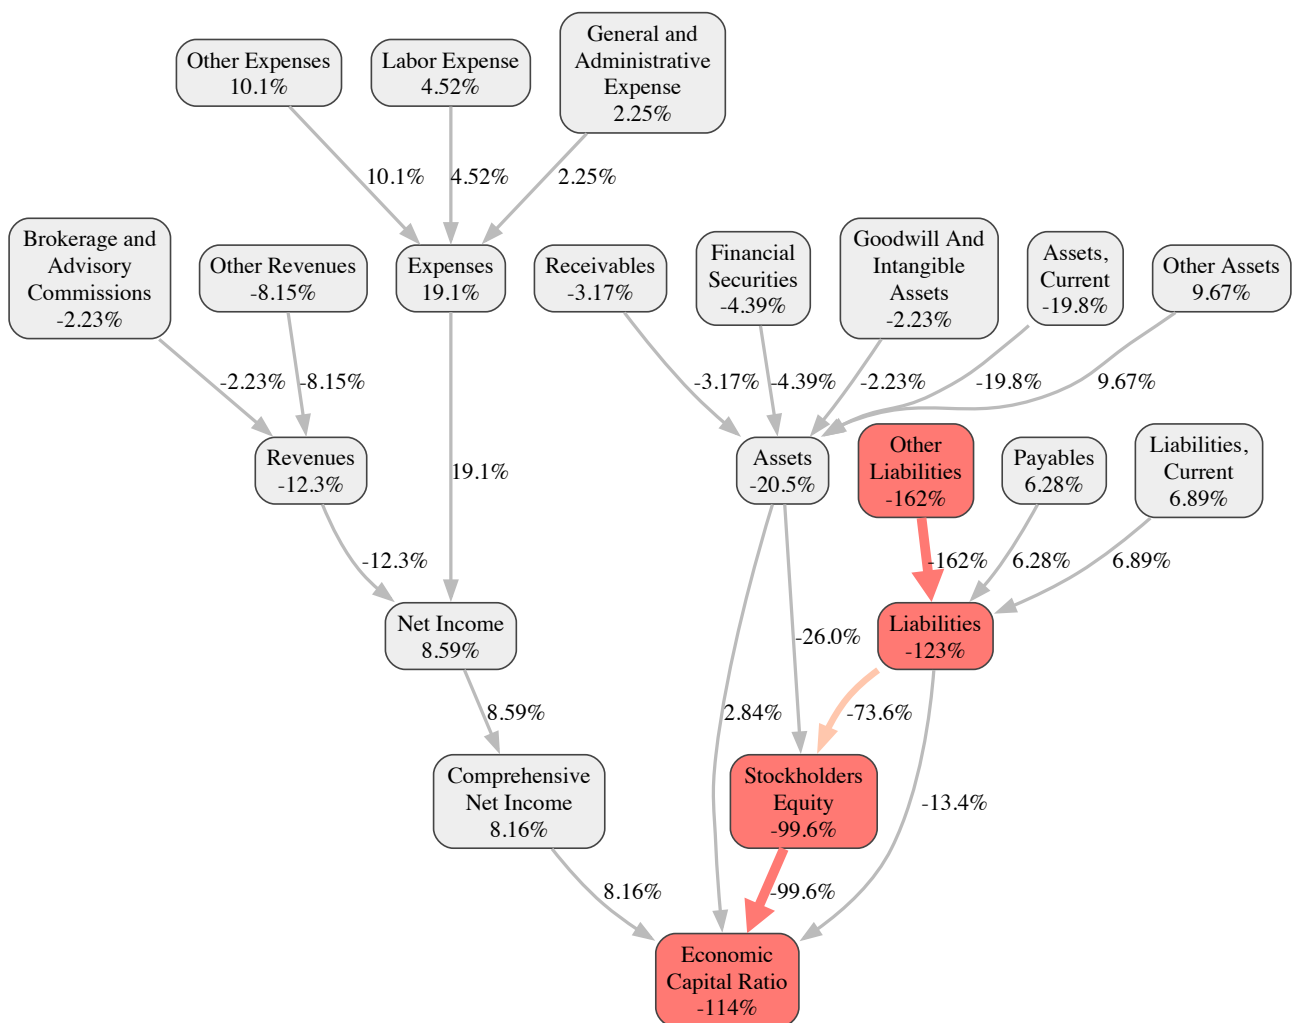 Other Expenses
10.1%
Labor Expense
4.52%
General and
Administrative
Expense
2.25%
10.1%
4.52%
2.25%
Brokerage and
Advisory
Commissions
-2.23%
Other Revenues
-8.15%
Expenses
19.1%
Receivables
-3.17%
Financial
Securities
-4.39%
Goodwill And
Intangible
Assets
-2.23%
Assets,
Current
-19.8%
Other Assets
9.67%
-2.23%
-8.15%
-3.17%
-4.39%
-2.23%
-19.8%
9.67%
Revenues
-12.3%
19.1%
Assets
-20.5%
Other
Liabilities
-162%
Payables
6.28%
Liabilities,
Current
6.89%
-12.3%
-162%
6.28%
6.89%
Net Income
8.59%
-26.0%
Liabilities
-123%
8.59%
2.84%
-73.6%
Comprehensive
Net Income
8.16%
Stockholders
Equity
-99.6%
-13.4%
8.16%
-99.6%
Economic
Capital Ratio
-114%